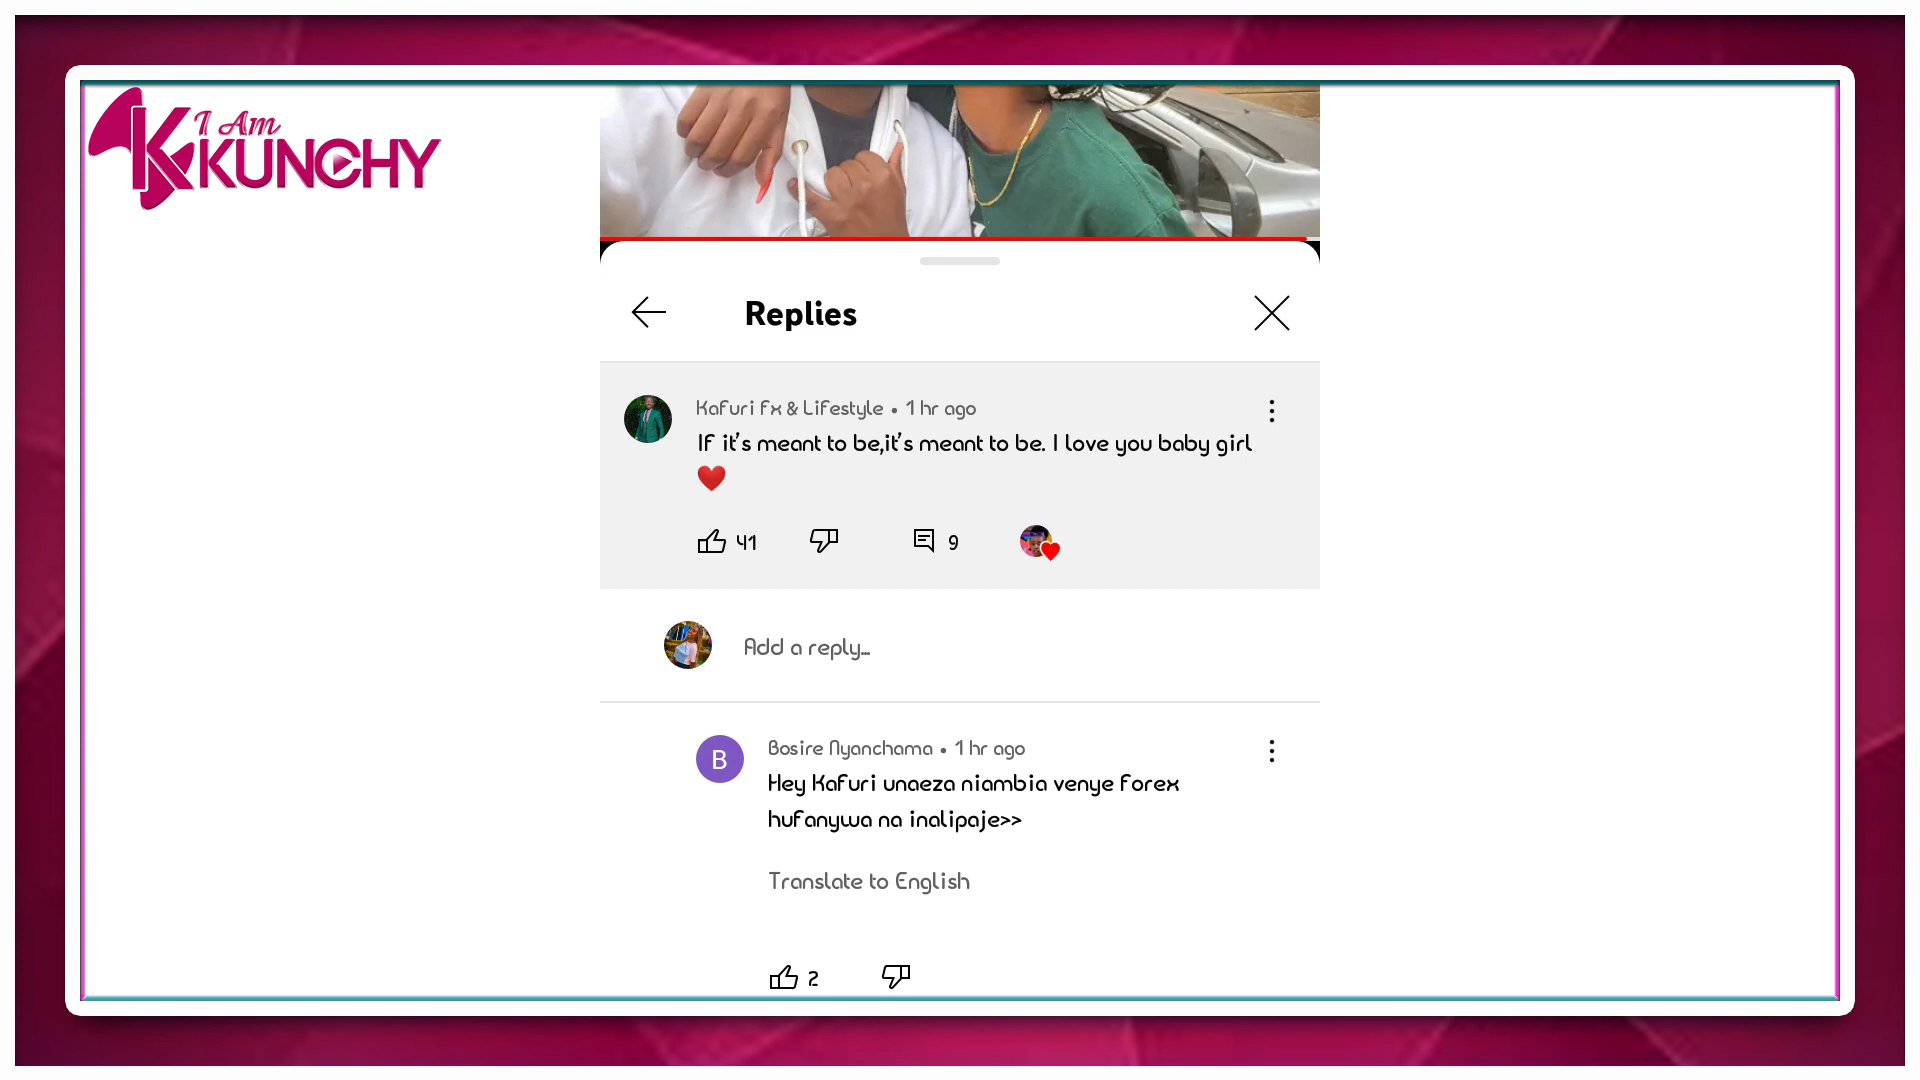 I Am
KUNCHY
Replies
Kafuri Fx & Lifestyle • 1 hr ago
If it's meant to be,it's meant to be. I love you baby girl
❤️
41
9
Add a reply...
B
Bosire Nyanchama • 1 hr ago
Hey Kafuri unaeza niambia venye forex
hufanywa na inalipaje>>
Translate to English
2